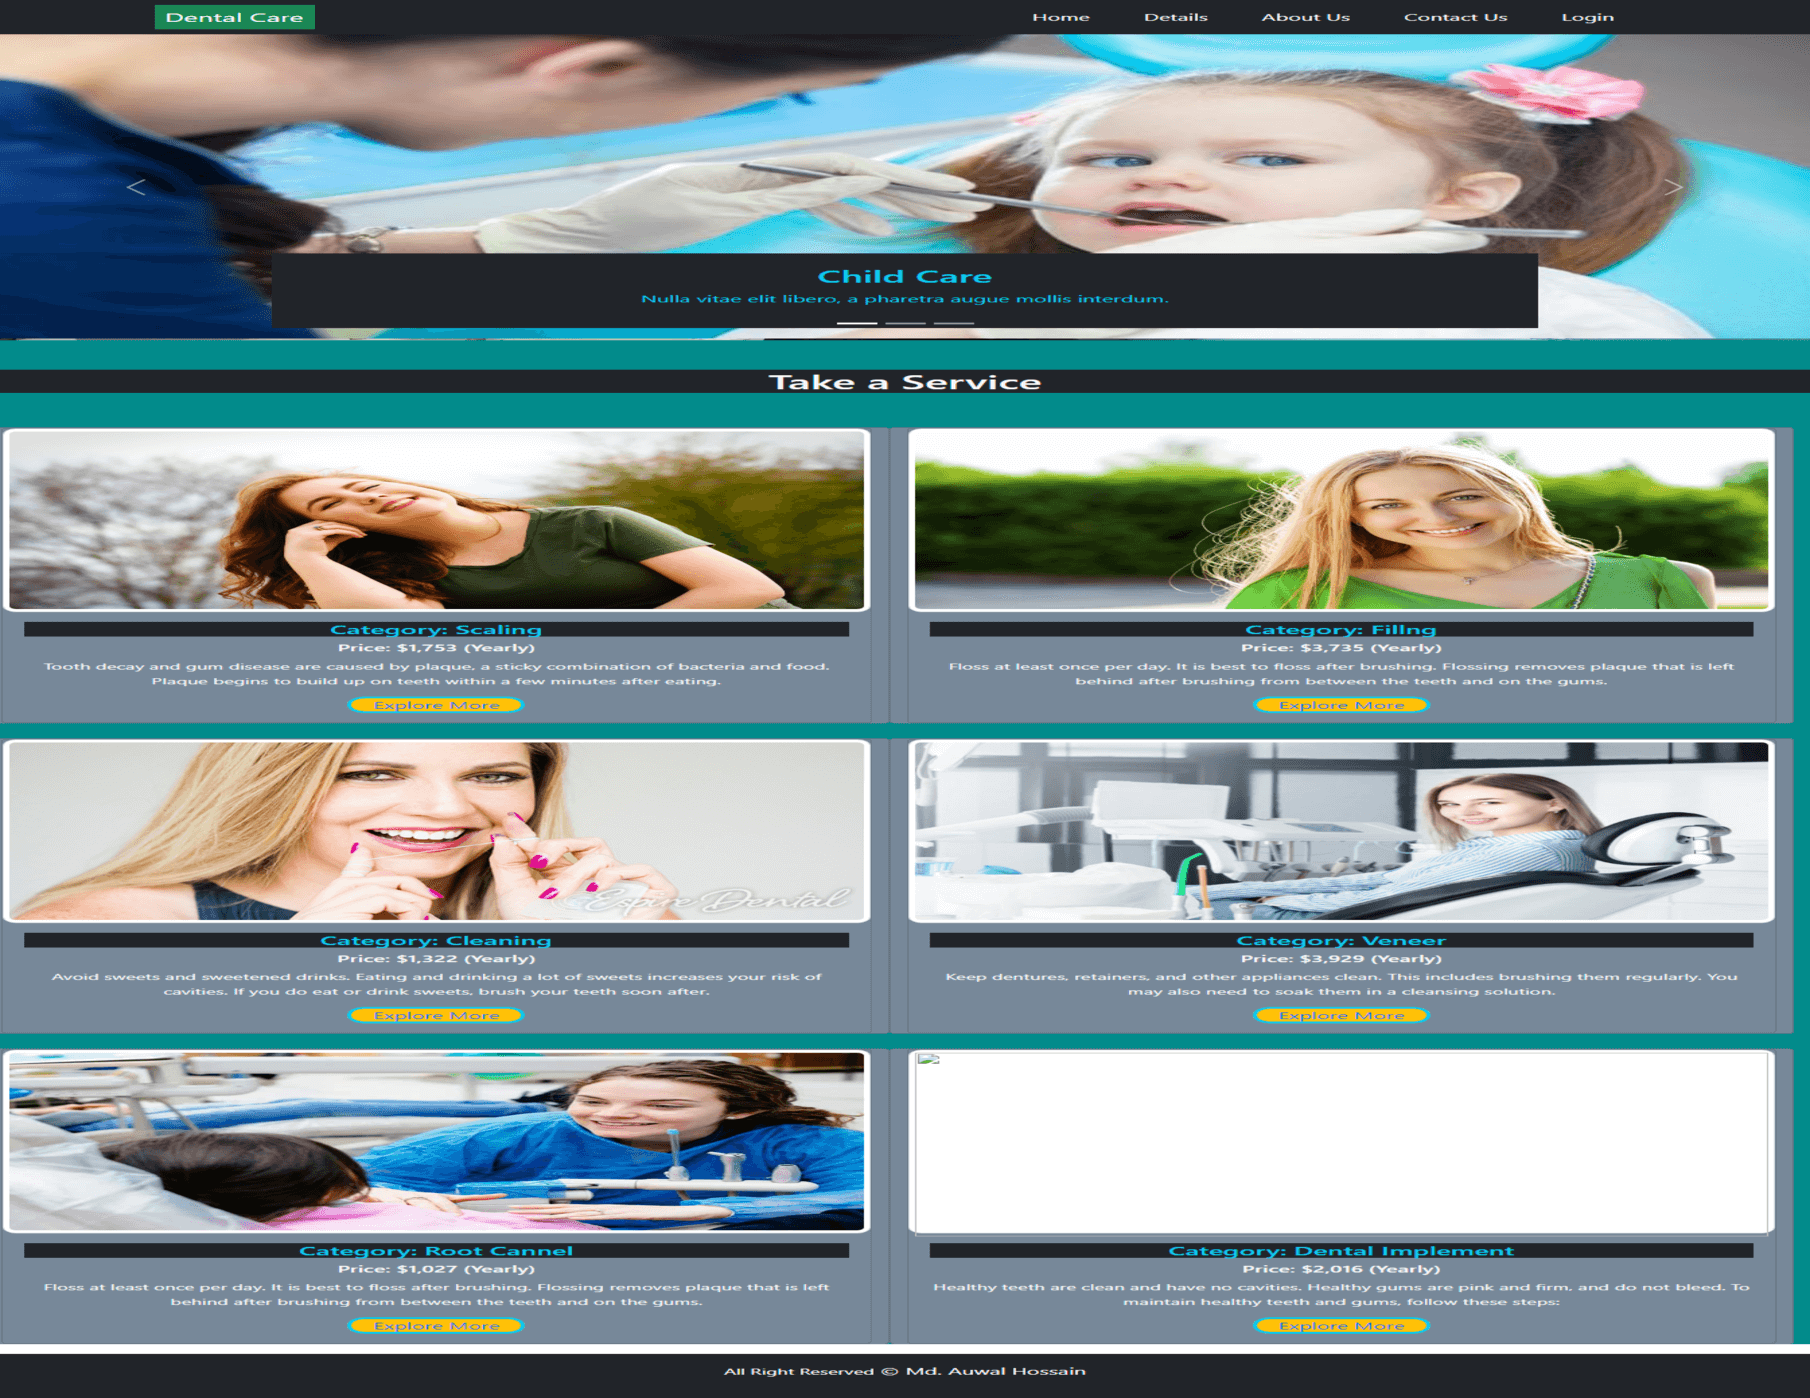 Dental Care
Home Details About Us Contact Us Login
Child Care
Nulla vitae elit libero, a pharetra augue mollis interdum.
Take a Service
Category: Scaling
Price: $1,753 (Yearly)
Tooth decay and gum disease are caused by plaque, a sticky combination of bacteria and food.
Plaque begins to build up on teeth within a few minutes after eating.
Explore More
Category: Fillng
Price: $3,735 (Yearly)
Floss at least once per day. It is best to floss after brushing. Flossing removes plaque that is left
behind after brushing from between the teeth and on the gums.
Explore More
Espire Dental
Category: Cleaning
Price: $1,322 (Yearly)
Avoid sweets and sweetened drinks. Eating and drinking a lot of sweets increases your risk of
cavities. If you do eat or drink sweets, brush your teeth soon after.
Explore More
Category: Veneer
Price: $3,929 (Yearly)
Keep dentures, retainers, and other appliances clean. This includes brushing them regularly. You
may also need to soak them in a cleansing solution.
Explore More
Category: Root Cannel
Price: $1,027 (Yearly)
Floss at least once per day. It is best to floss after brushing. Flossing removes plaque that is left
behind after brushing from between the teeth and on the gums.
Explore More
Category: Dental Implement
Price: $2,016 (Yearly)
Healthy teeth are clean and have no cavities. Healthy gums are pink and firm, and do not bleed. To
maintain healthy teeth and gums, follow these steps:
Explore More
All Right Reserved © Md. Auwal Hossain